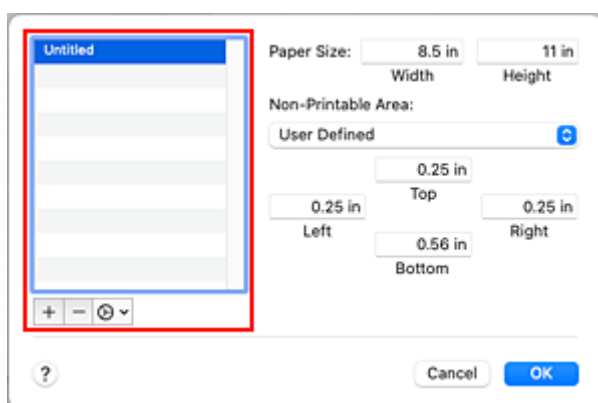 Untitled
Paper Size: 8.5 in 11 in
Width Height
Non-Printable Area:
User Defined
0.25 in
Top
0.25 in 0.25 in
Left Right
0.56 in
Bottom
+ −
? Cancel OK